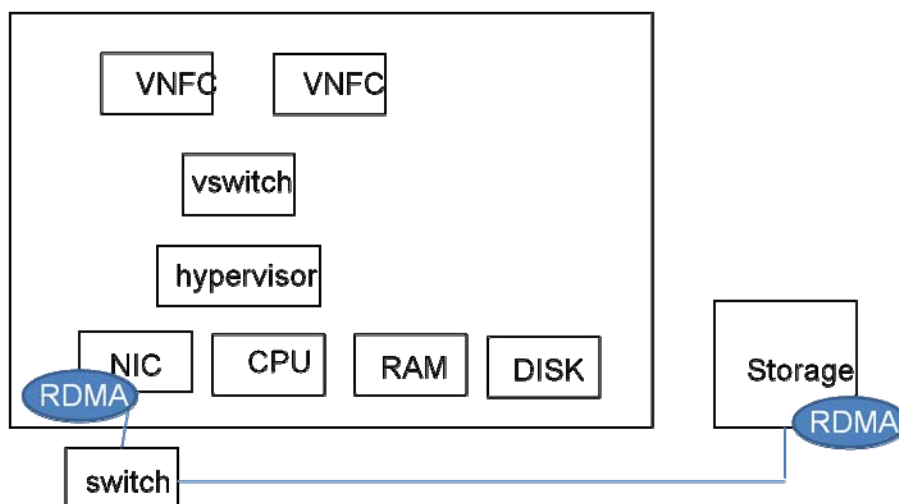 VNFC
VNFC
vswitch
hypervisor
NIC
CPU
RAM
DISK
Storage
RDMA
RDMA
switch